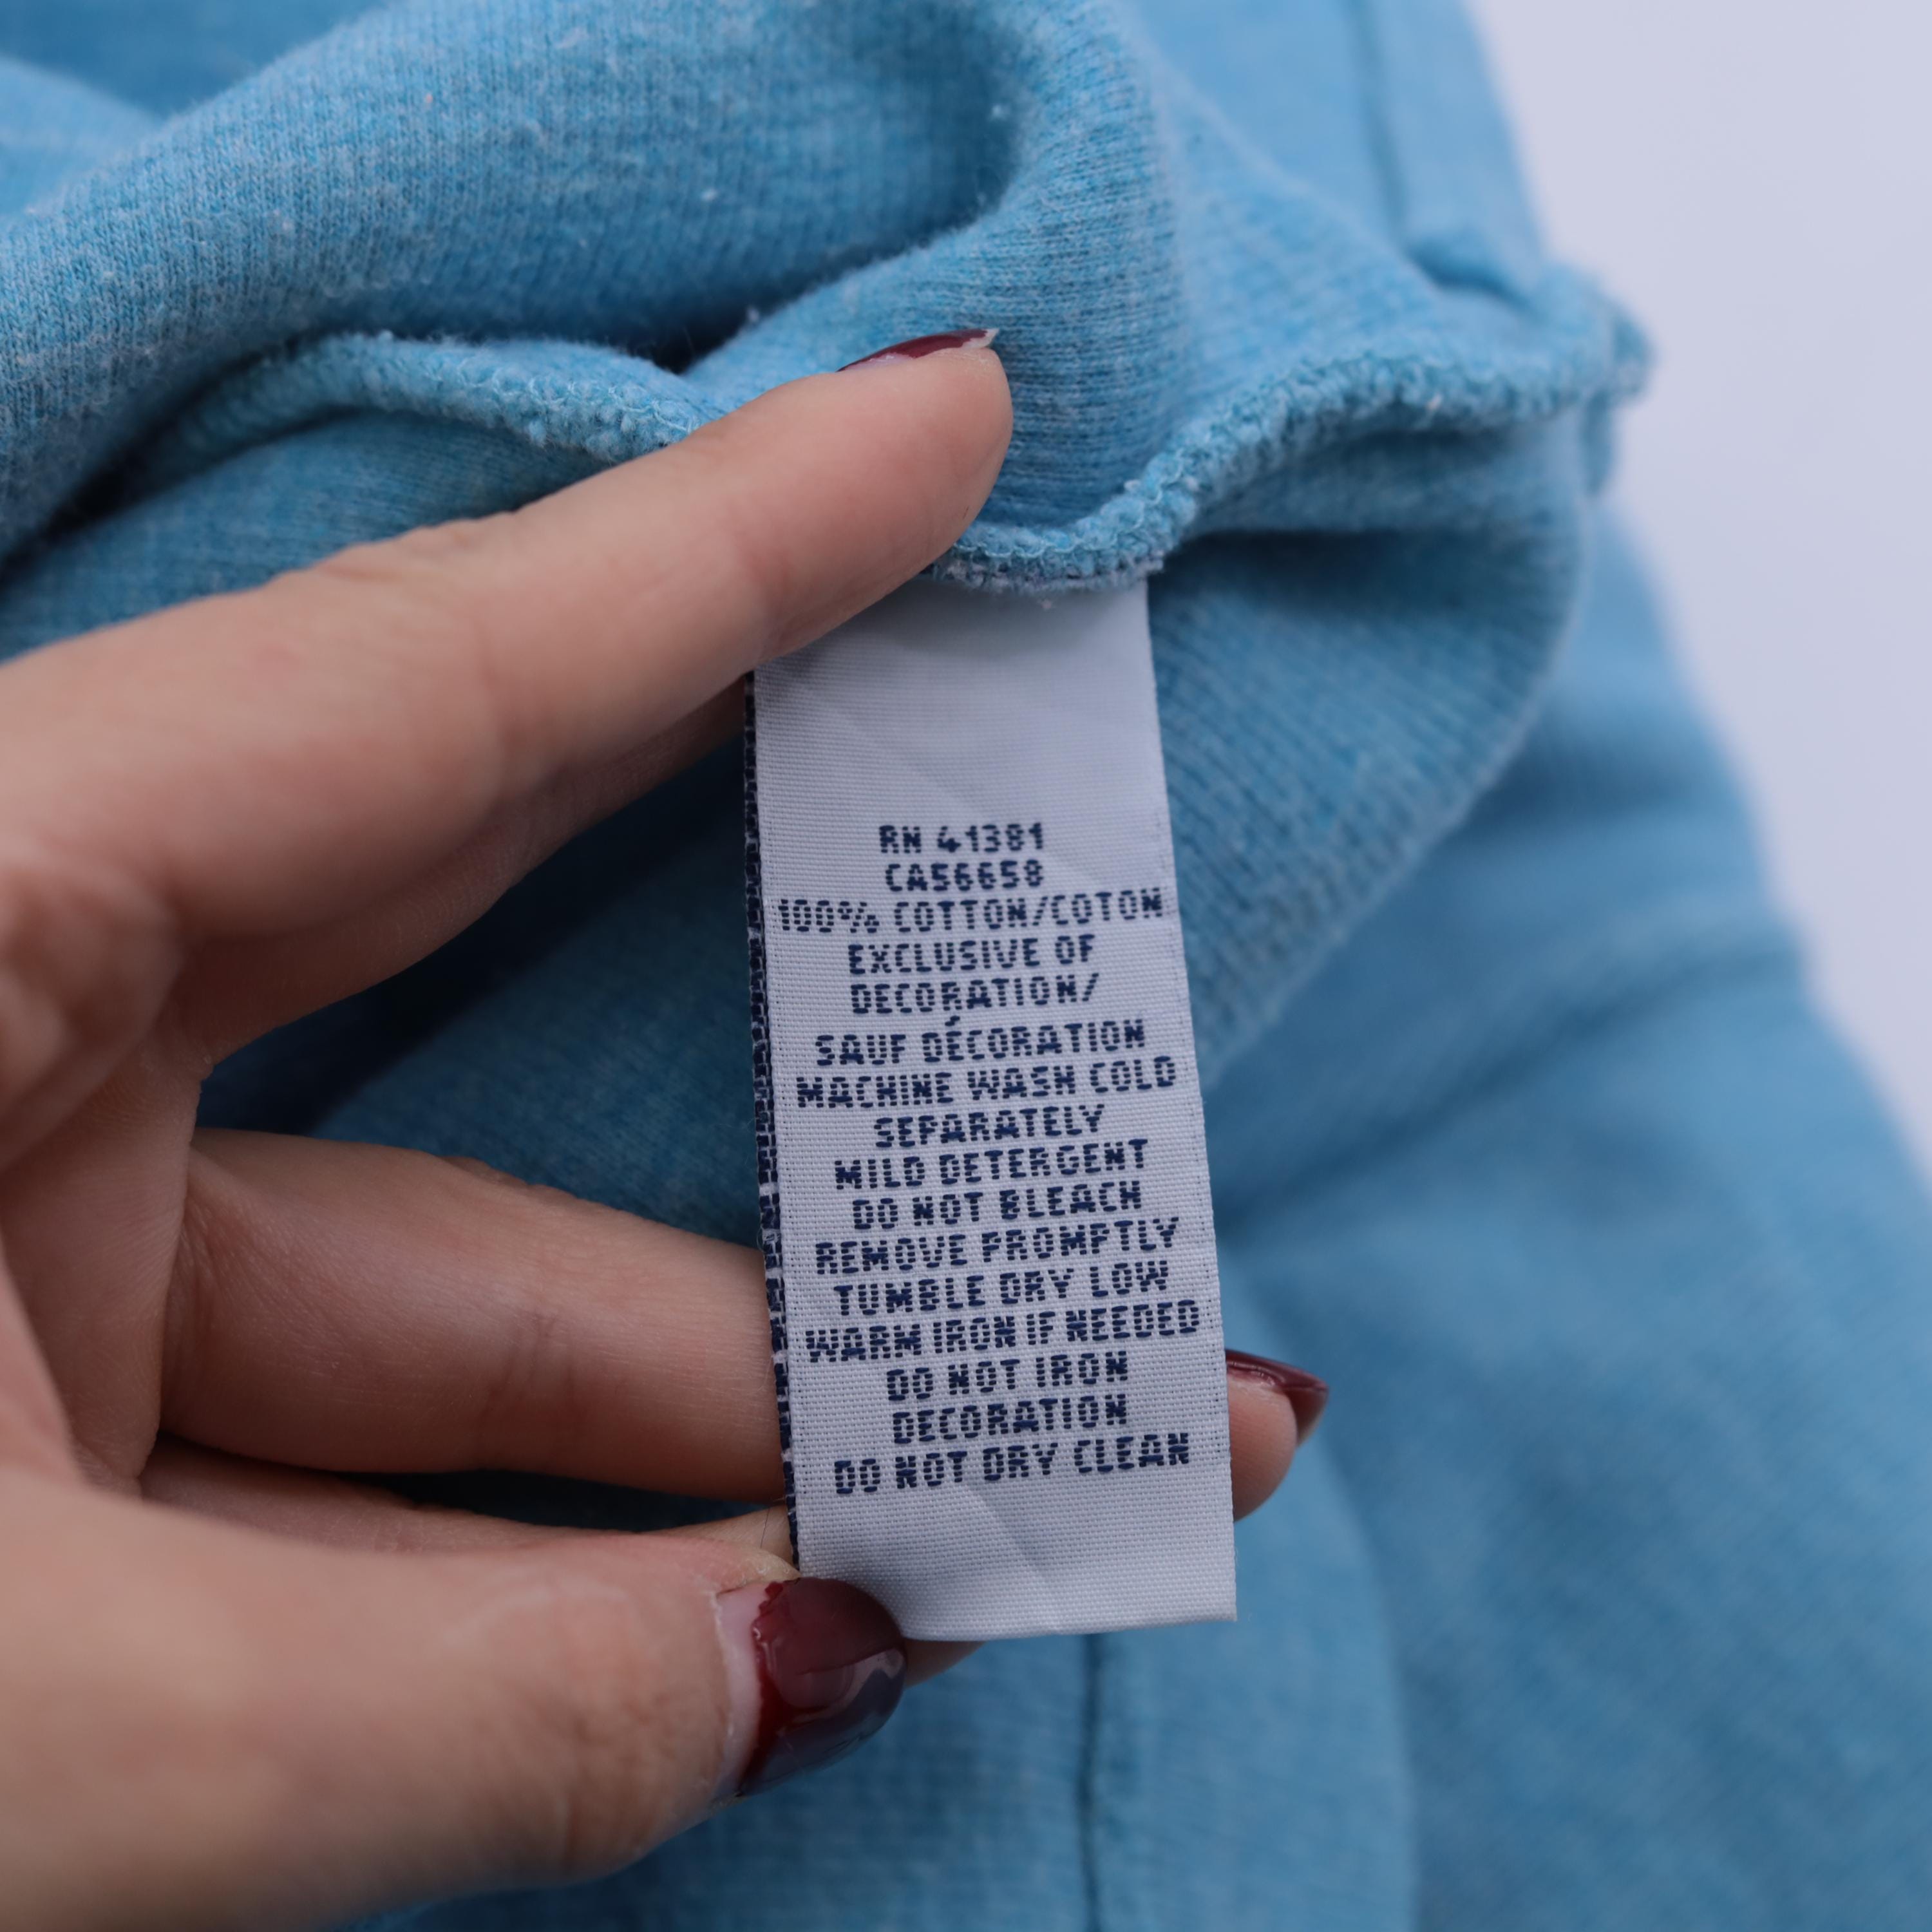 RN 41381
CA56658
100% COTTON/COTON
EXCLUSIVE OF
DECORATION/
SAUF DÉCORATION
MACHINE WASH COLD
SEPARATELY
MILD DETERGENT
DO NOT BLEACH
REMOVE PROMPTLY
TUMBLE DRY LOW
WARM IRON IF NEEDED
DO NOT IRON
DECORATION
DO NOT DRY CLEAN